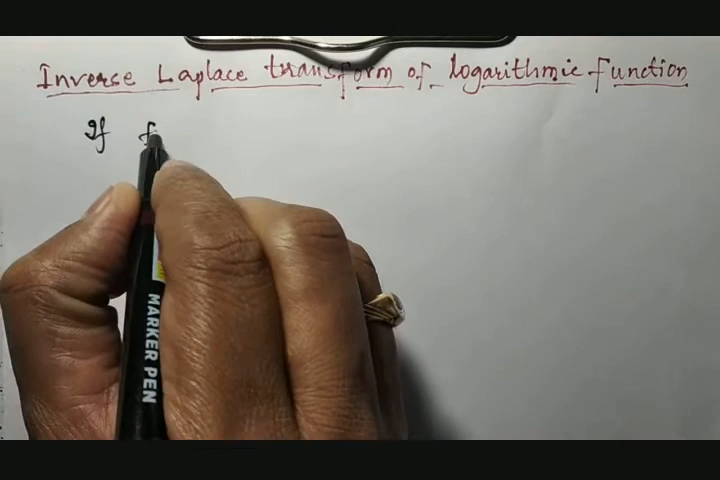 Inverse Laplace transform of logarithmic function
If f
MARKER PEN